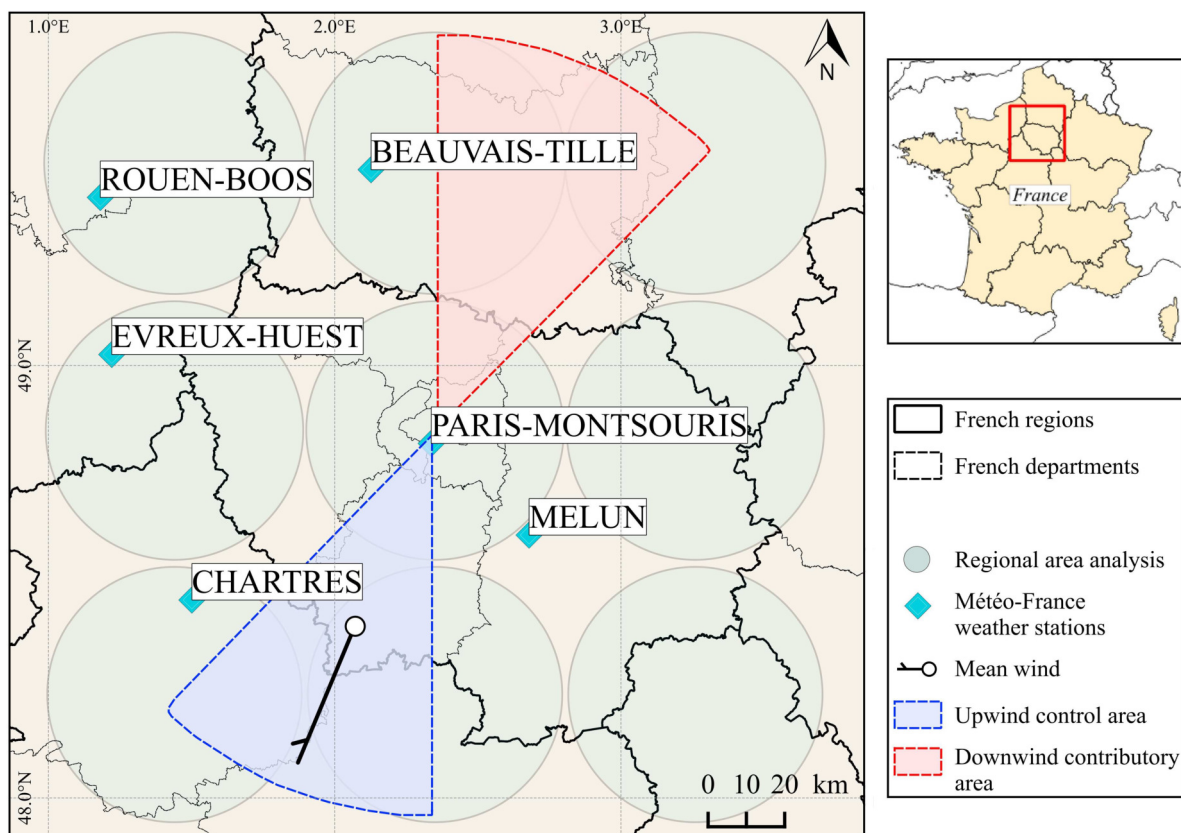 1.0°E 2.0°E 3.0°E
N
BEAUVAIS-TILLE
ROUEN-BOOS
EVREUX-HUEST
49.0°N
PARIS-MONTSOURIS
MELUN
CHARTRES
48.0°N
0 10 20 km
France
French regions
French departments
Regional area analysis
Météo-France
weather stations
Mean wind
Upwind control area
Downwind contributory
area